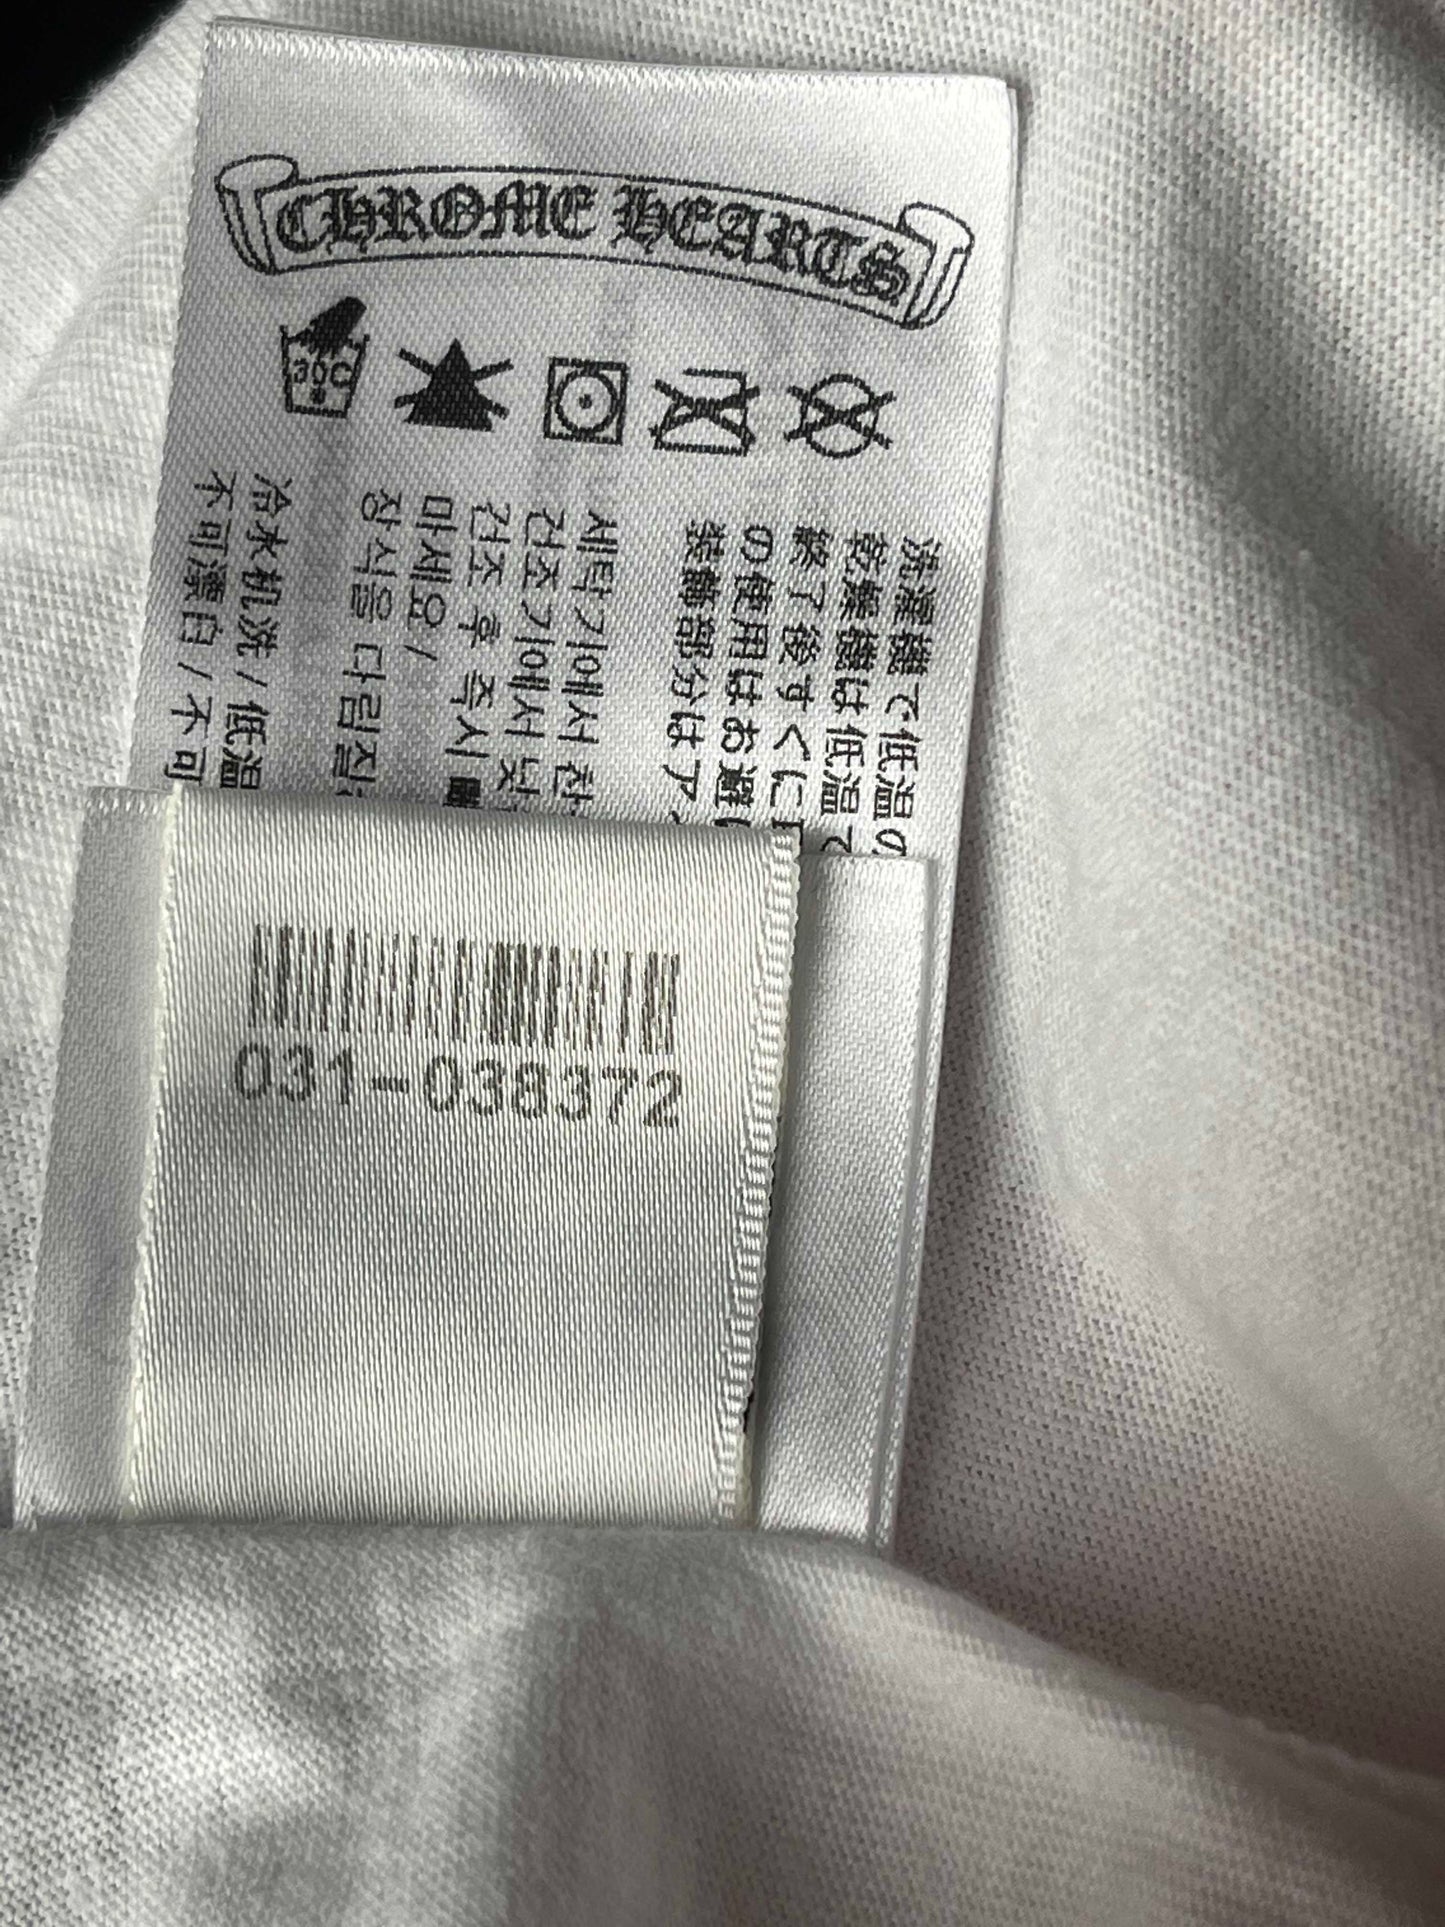 CHROME HEARTS
30C
洗濯機で低温の
乾燥機は低温で
終了後すぐに
の使用はお避け
装飾部分はア
세탁기에서 찬
건조기에서 낮
건조 후 즉시
마세요 /
장식을 다림질
冷水机洗 / 低温
不可漂白 / 不可
031-038372